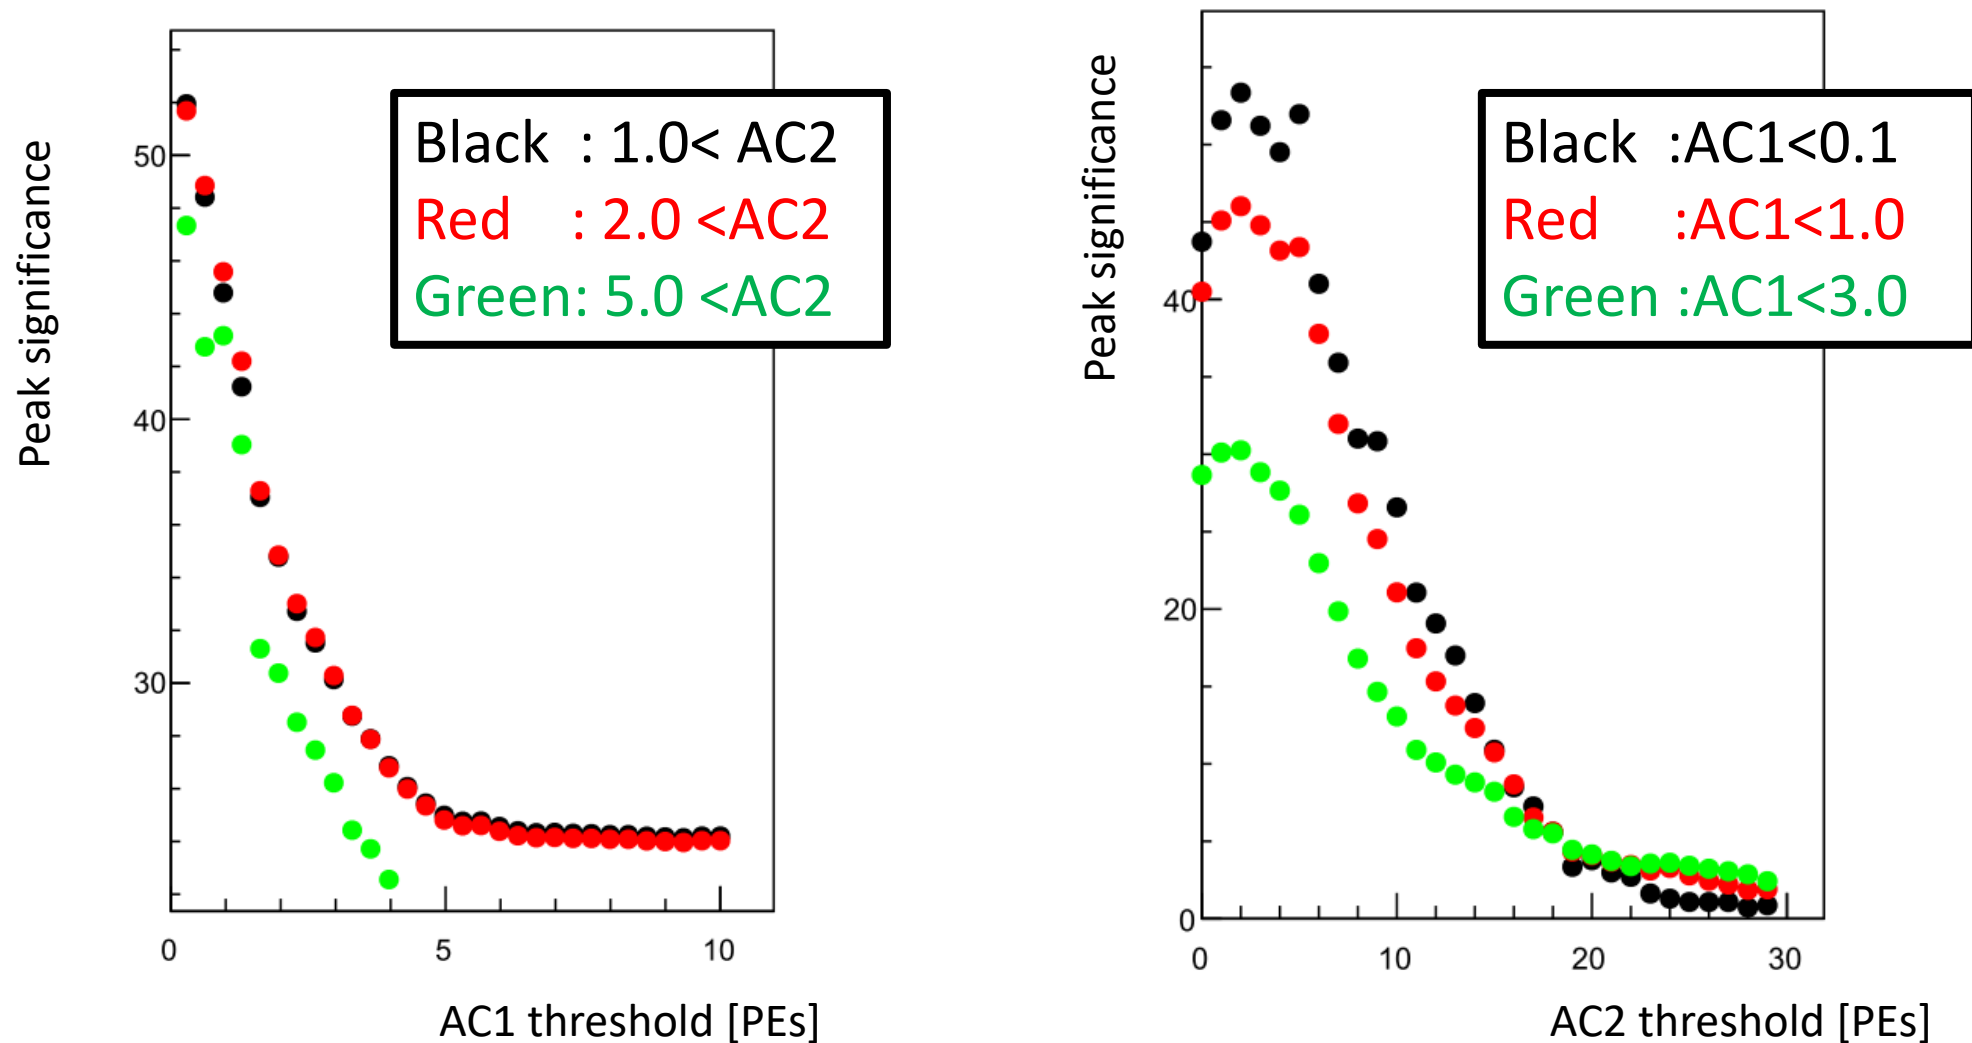 Peak significance
50
40
30
0
5
10
AC1 threshold [PEs]
Black : 1.0< AC2
Red : 2.0 <AC2
Green: 5.0 <AC2
Peak significance
40
20
0
0
10
20
30
AC2 threshold [PEs]
Black :AC1<0.1
Red :AC1<1.0
Green :AC1<3.0